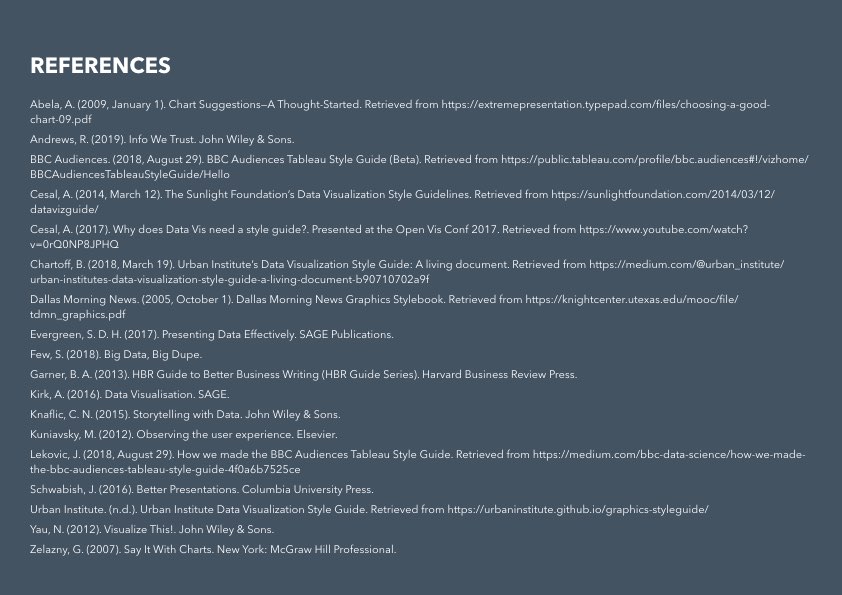 REFERENCES
Abela, A. (2009, January 1). Chart Suggestions—A Thought-Started. Retrieved from https://extremepresentation.typepad.com/files/choosing-a-good-
chart-09.pdf
Andrews, R. (2019). Info We Trust. John Wiley & Sons.
BBC Audiences. (2018, August 29). BBC Audiences Tableau Style Guide (Beta). Retrieved from https://public.tableau.com/profile/bbc.audiences#!/vizhome/
BBCAudiencesTableauStyleGuide/Hello
Cesal, A. (2014, March 12). The Sunlight Foundation’s Data Visualization Style Guidelines. Retrieved from https://sunlightfoundation.com/2014/03/12/
datavizguide/
Cesal, A. (2017). Why does Data Vis need a style guide?. Presented at the Open Vis Conf 2017. Retrieved from https://www.youtube.com/watch?
v=0rQ0NP8JPHQ
Chartoff, B. (2018, March 19). Urban Institute’s Data Visualization Style Guide: A living document. Retrieved from https://medium.com/@urban_institute/
urban-institutes-data-visualization-style-guide-a-living-document-b90710702a9f
Dallas Morning News. (2005, October 1). Dallas Morning News Graphics Stylebook. Retrieved from https://knightcenter.utexas.edu/mooc/file/
tdmn_graphics.pdf
Evergreen, S. D. H. (2017). Presenting Data Effectively. SAGE Publications.
Few, S. (2018). Big Data, Big Dupe.
Garner, B. A. (2013). HBR Guide to Better Business Writing (HBR Guide Series). Harvard Business Review Press.
Kirk, A. (2016). Data Visualisation. SAGE.
Knaflic, C. N. (2015). Storytelling with Data. John Wiley & Sons.
Kuniavsky, M. (2012). Observing the user experience. Elsevier.
Lekovic, J. (2018, August 29). How we made the BBC Audiences Tableau Style Guide. Retrieved from https://medium.com/bbc-data-science/how-we-made-
the-bbc-audiences-tableau-style-guide-4f0a6b7525ce
Schwabish, J. (2016). Better Presentations. Columbia University Press.
Urban Institute. (n.d.). Urban Institute Data Visualization Style Guide. Retrieved from https://urbaninstitute.github.io/graphics-styleguide/
Yau, N. (2012). Visualize This!. John Wiley & Sons.
Zelazny, G. (2007). Say It With Charts. New York: McGraw Hill Professional.